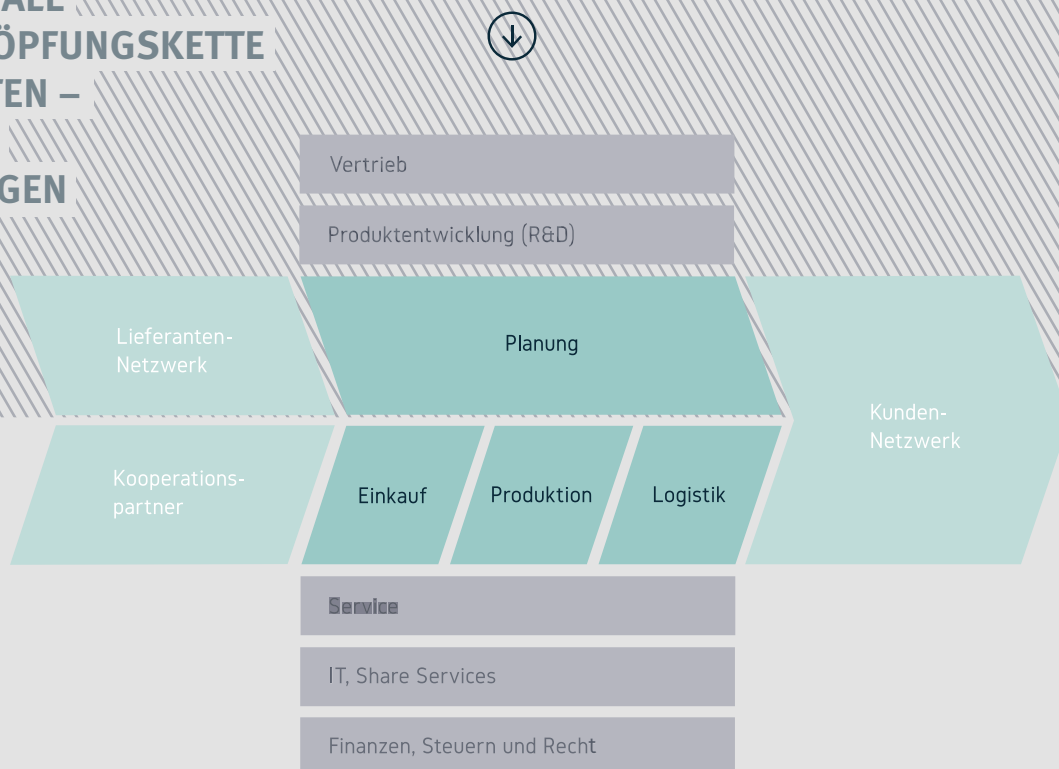 ALLE
ÖPFUNGSKETTE
TEN –
GEN
Vertrieb
Produktentwicklung (R&D)
Lieferanten-
Netzwerk
Planung
Kunden-
Netzwerk
Kooperations-
partner
Einkauf
Produktion
Logistik
Service
IT, Share Services
Finanzen, Steuern und Recht